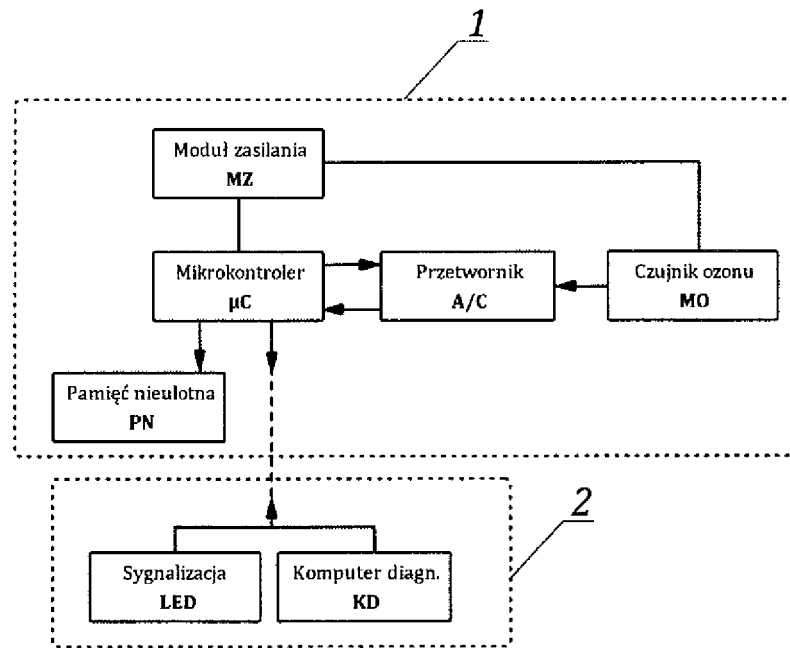 1
Moduł zasilania
MZ
Mikrokontroler
µC
Przetwornik
A/C
Czujnik ozonu
MO
Pamięć nieulotna
PN
2
Sygnalizacja
LED
Komputer diagn.
KD